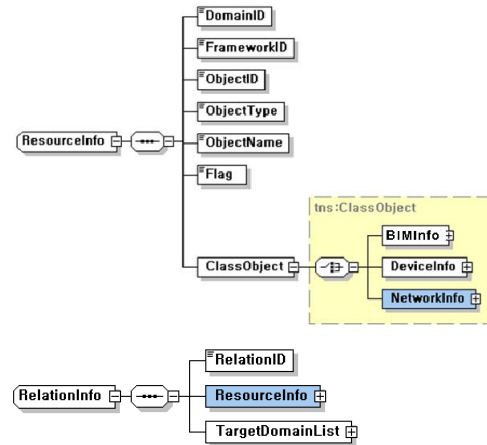 DomainID
FrameworkID
ObjectID
ObjectType
ResourceInfo
ObjectName
Flag
tns:ClassObject
BIMInfo
ClassObject
DeviceInfo
NetworkInfo
RelationID
RelationInfo
ResourceInfo
TargetDomainList